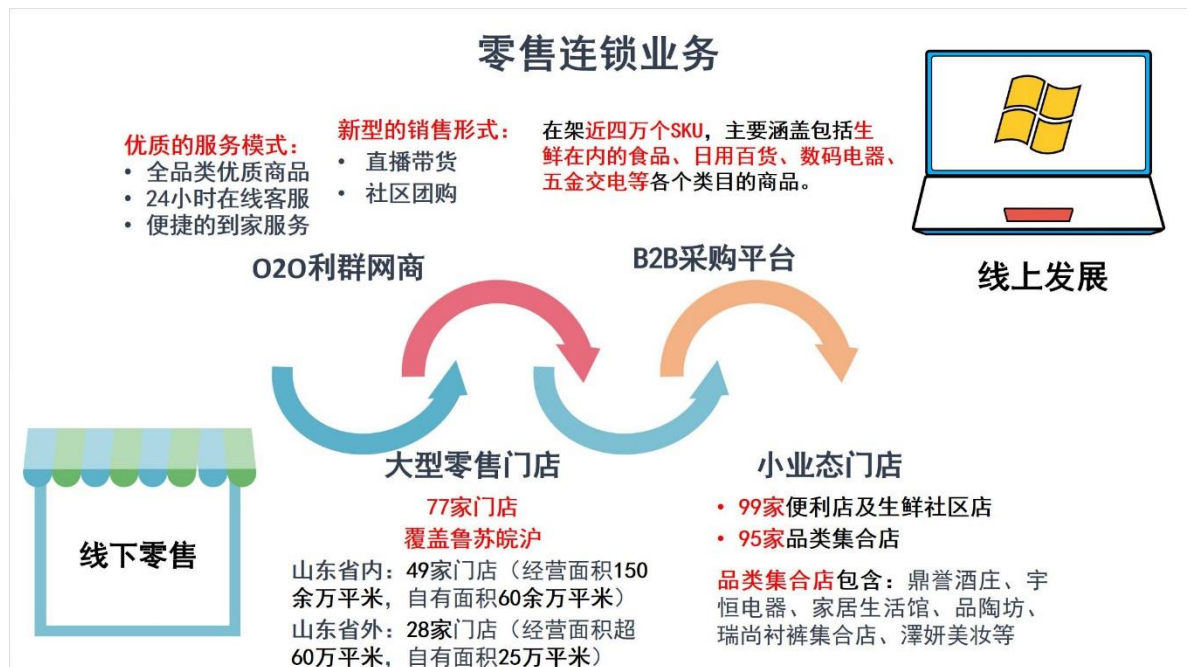 零售连锁业务
优质的服务模式：
• 全品类优质商品
• 24小时在线客服
• 便捷的到家服务
新型的销售形式：
• 直播带货
• 社区团购
在架近四万个SKU，主要涵盖包括生
鲜在内的食品、日用百货、数码电器、
五金交电等各个类目的商品。
O2O利群网商
B2B采购平台
线上发展
线下零售
大型零售门店
77家门店
覆盖鲁苏皖沪
山东省内：49家门店（经营面积150
余万平米，自有面积60余万平米）
山东省外：28家门店（经营面积超
60万平米，自有面积25万平米）
小业态门店
• 99家便利店及生鲜社区店
• 95家品类集合店
品类集合店包含：鼎誉酒庄、宇
恒电器、家居生活馆、品陶坊、
瑞尚衬裤集合店、澤妍美妆等